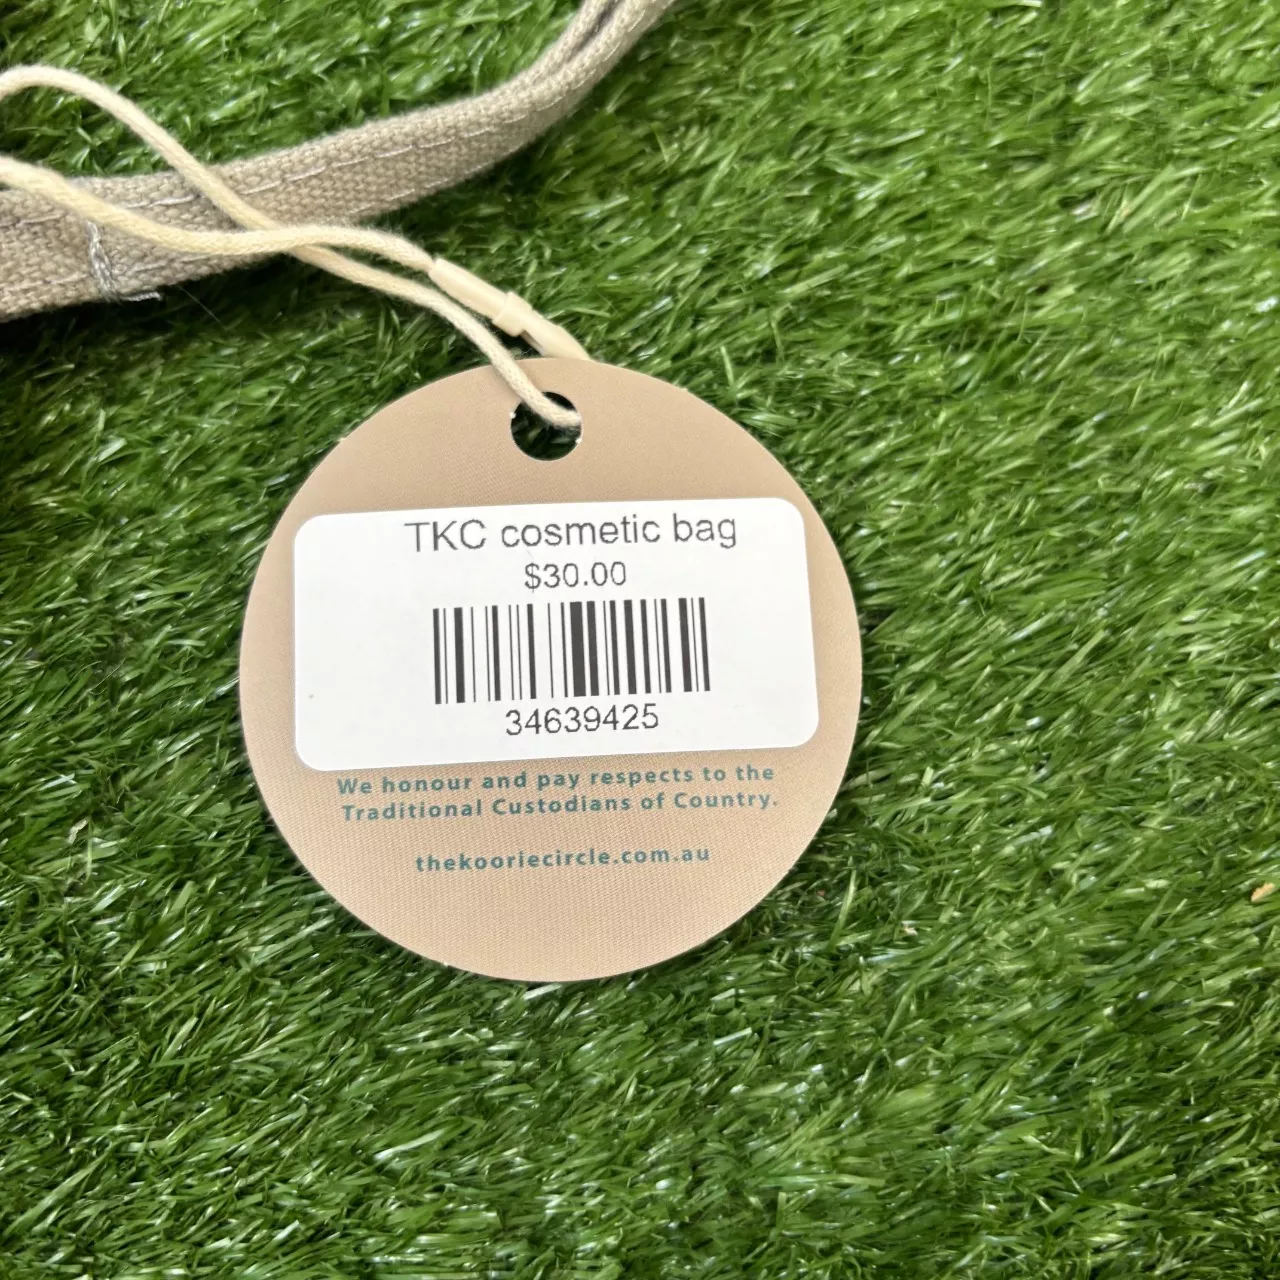 TKC cosmetic bag
$30.00
34639425
We honour and pay respects to the
Traditional Custodians of Country.
thekooriecircle.com.au